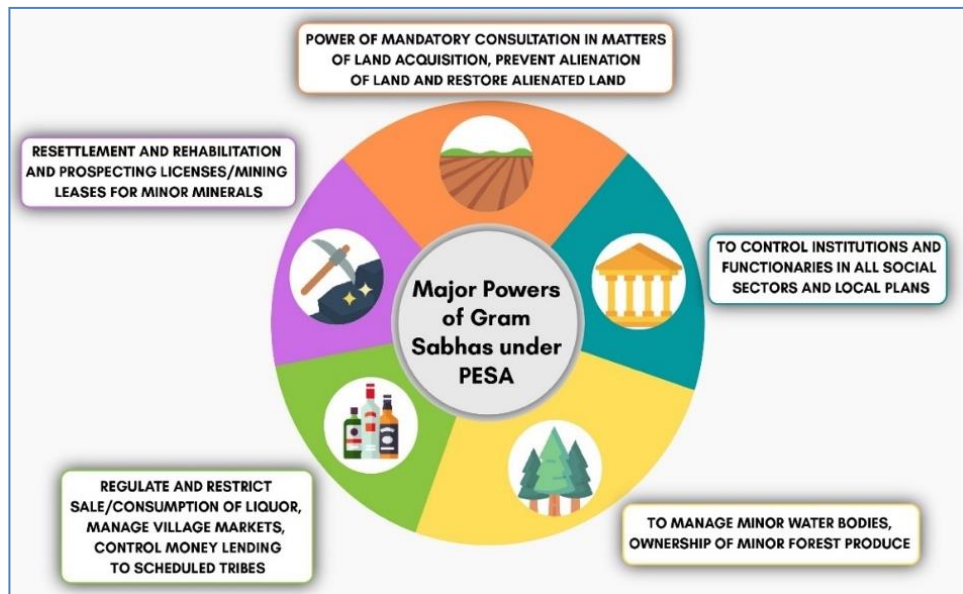 POWER OF MANDATORY CONSULTATION IN MATTERS
OF LAND ACQUISITION, PREVENT ALIENATION
OF LAND AND RESTORE ALIENATED LAND
RESETTLEMENT AND REHABILITATION
AND PROSPECTING LICENSES/MINING
LEASES FOR MINOR MINERALS
TO CONTROL INSTITUTIONS AND
FUNCTIONARIES IN ALL SOCIAL
SECTORS AND LOCAL PLANS
Major Powers
of Gram
Sabhas under
PESA
REGULATE AND RESTRICT
SALE/CONSUMPTION OF LIQUOR,
MANAGE VILLAGE MARKETS,
CONTROL MONEY LENDING
TO SCHEDULED TRIBES
TO MANAGE MINOR WATER BODIES,
OWNERSHIP OF MINOR FOREST PRODUCE